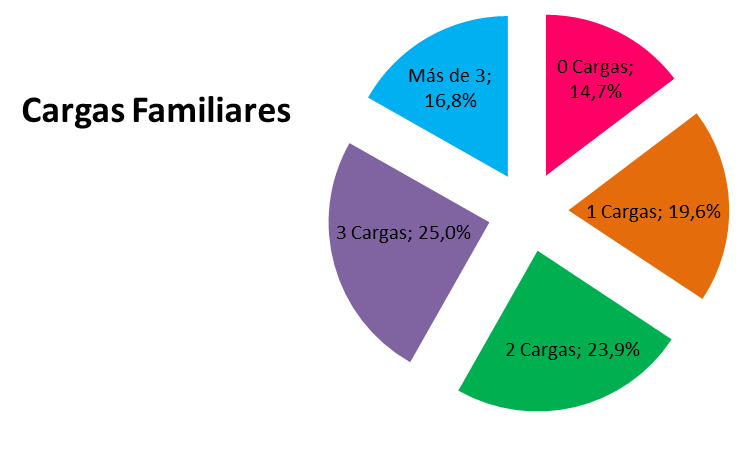 Cargas Familiares
Más de 3;
16,8%
0 Cargas;
14,7%
1 Cargas; 19,6%
3 Cargas; 25,0%
2 Cargas; 23,9%